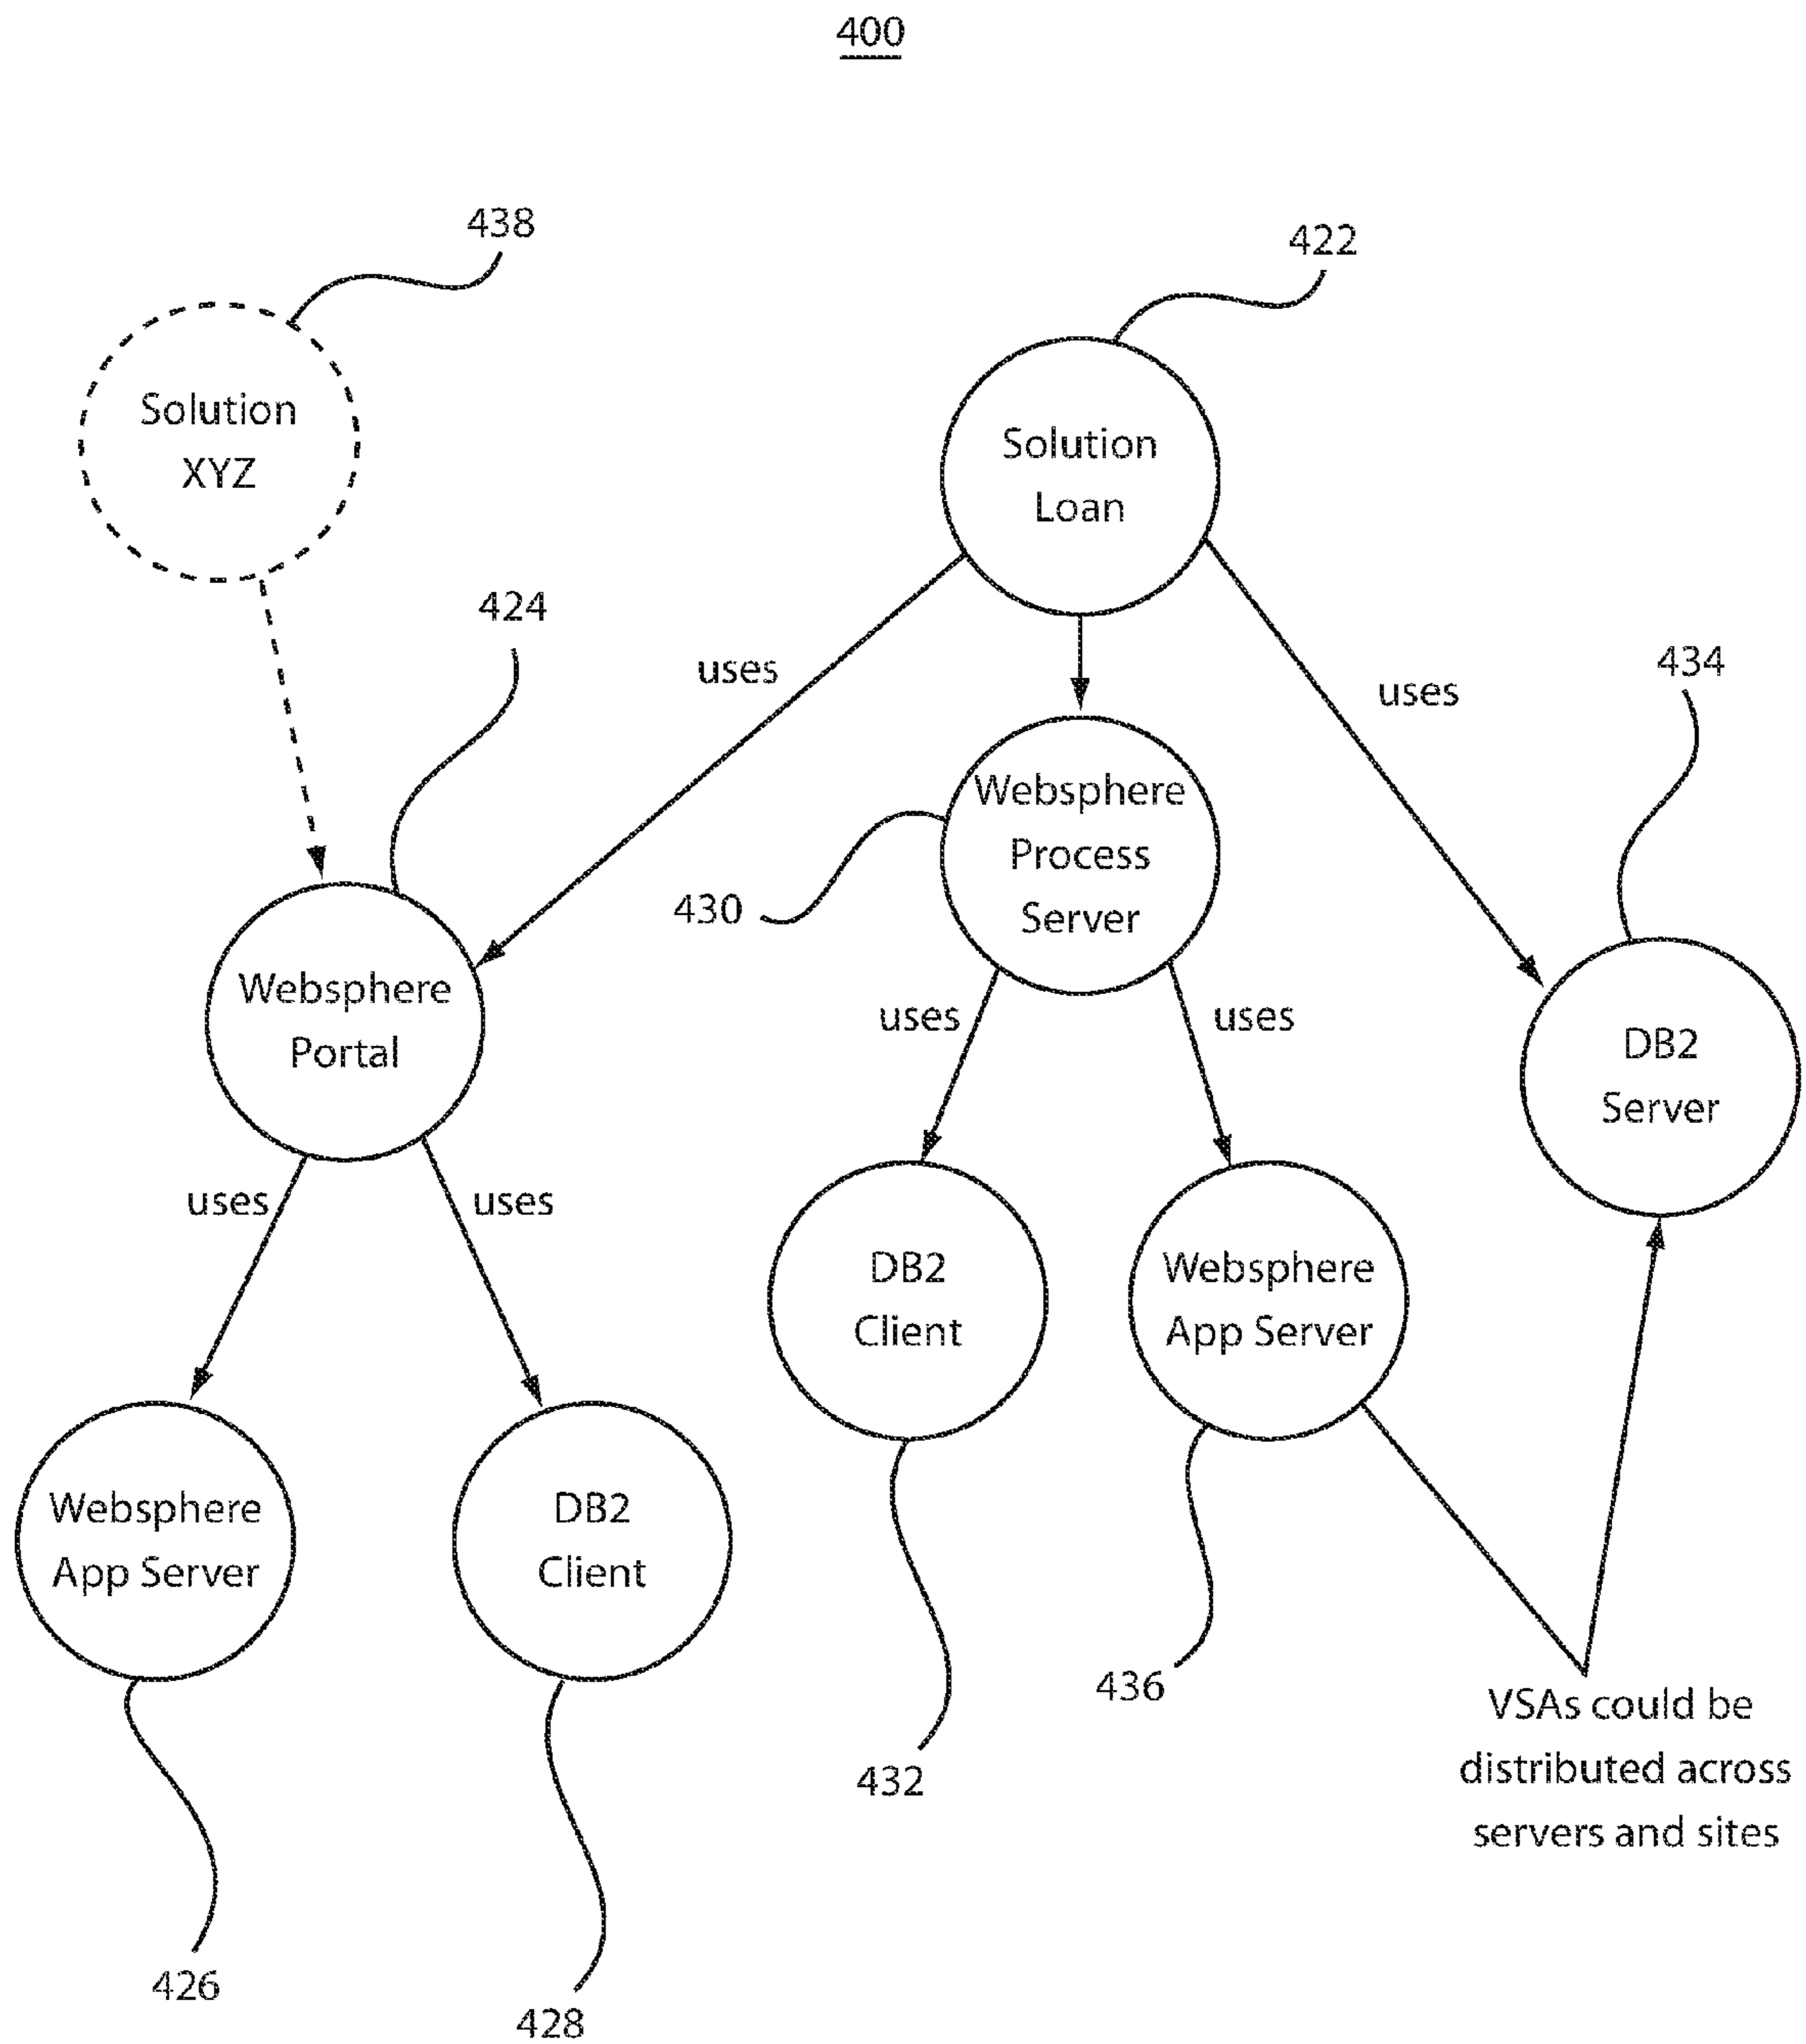 400
438
422
Solution
XYZ
Solution
Loan
424
uses
uses
434
Websphere
Process
Server
430
Websphere
Portal
uses
uses
DB2
Server
uses
uses
DB2
Client
Websphere
App Server
Websphere
App Server
DB2
Client
436
VSAs could be
distributed across
servers and sites
432
426
428